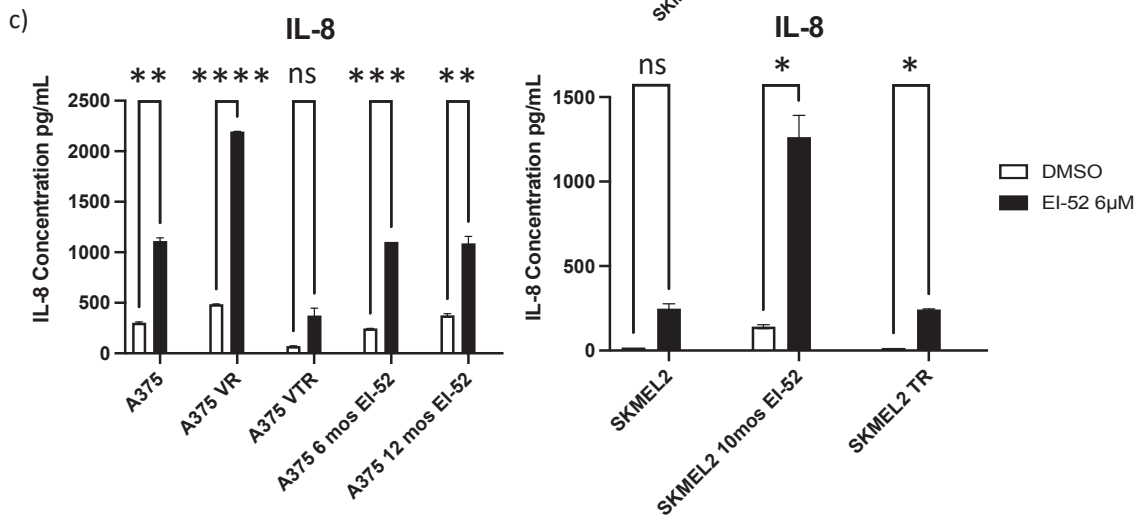 c)
SKM
IL-8
** **** ns *** **
IL-8 Concentration pg/mL
2500
2000
1500
1000
500
0
A375
A375 VR
A375 VTR
A375 6 mos EI-52
A375 12 mos EI-52
IL-8
ns * *
IL-8 Concentration pg/mL
1500
1000
500
0
SKMEL2
SKMEL2 10mos EI-52
SKMEL2 TR
DMSO
EI-52 6µM